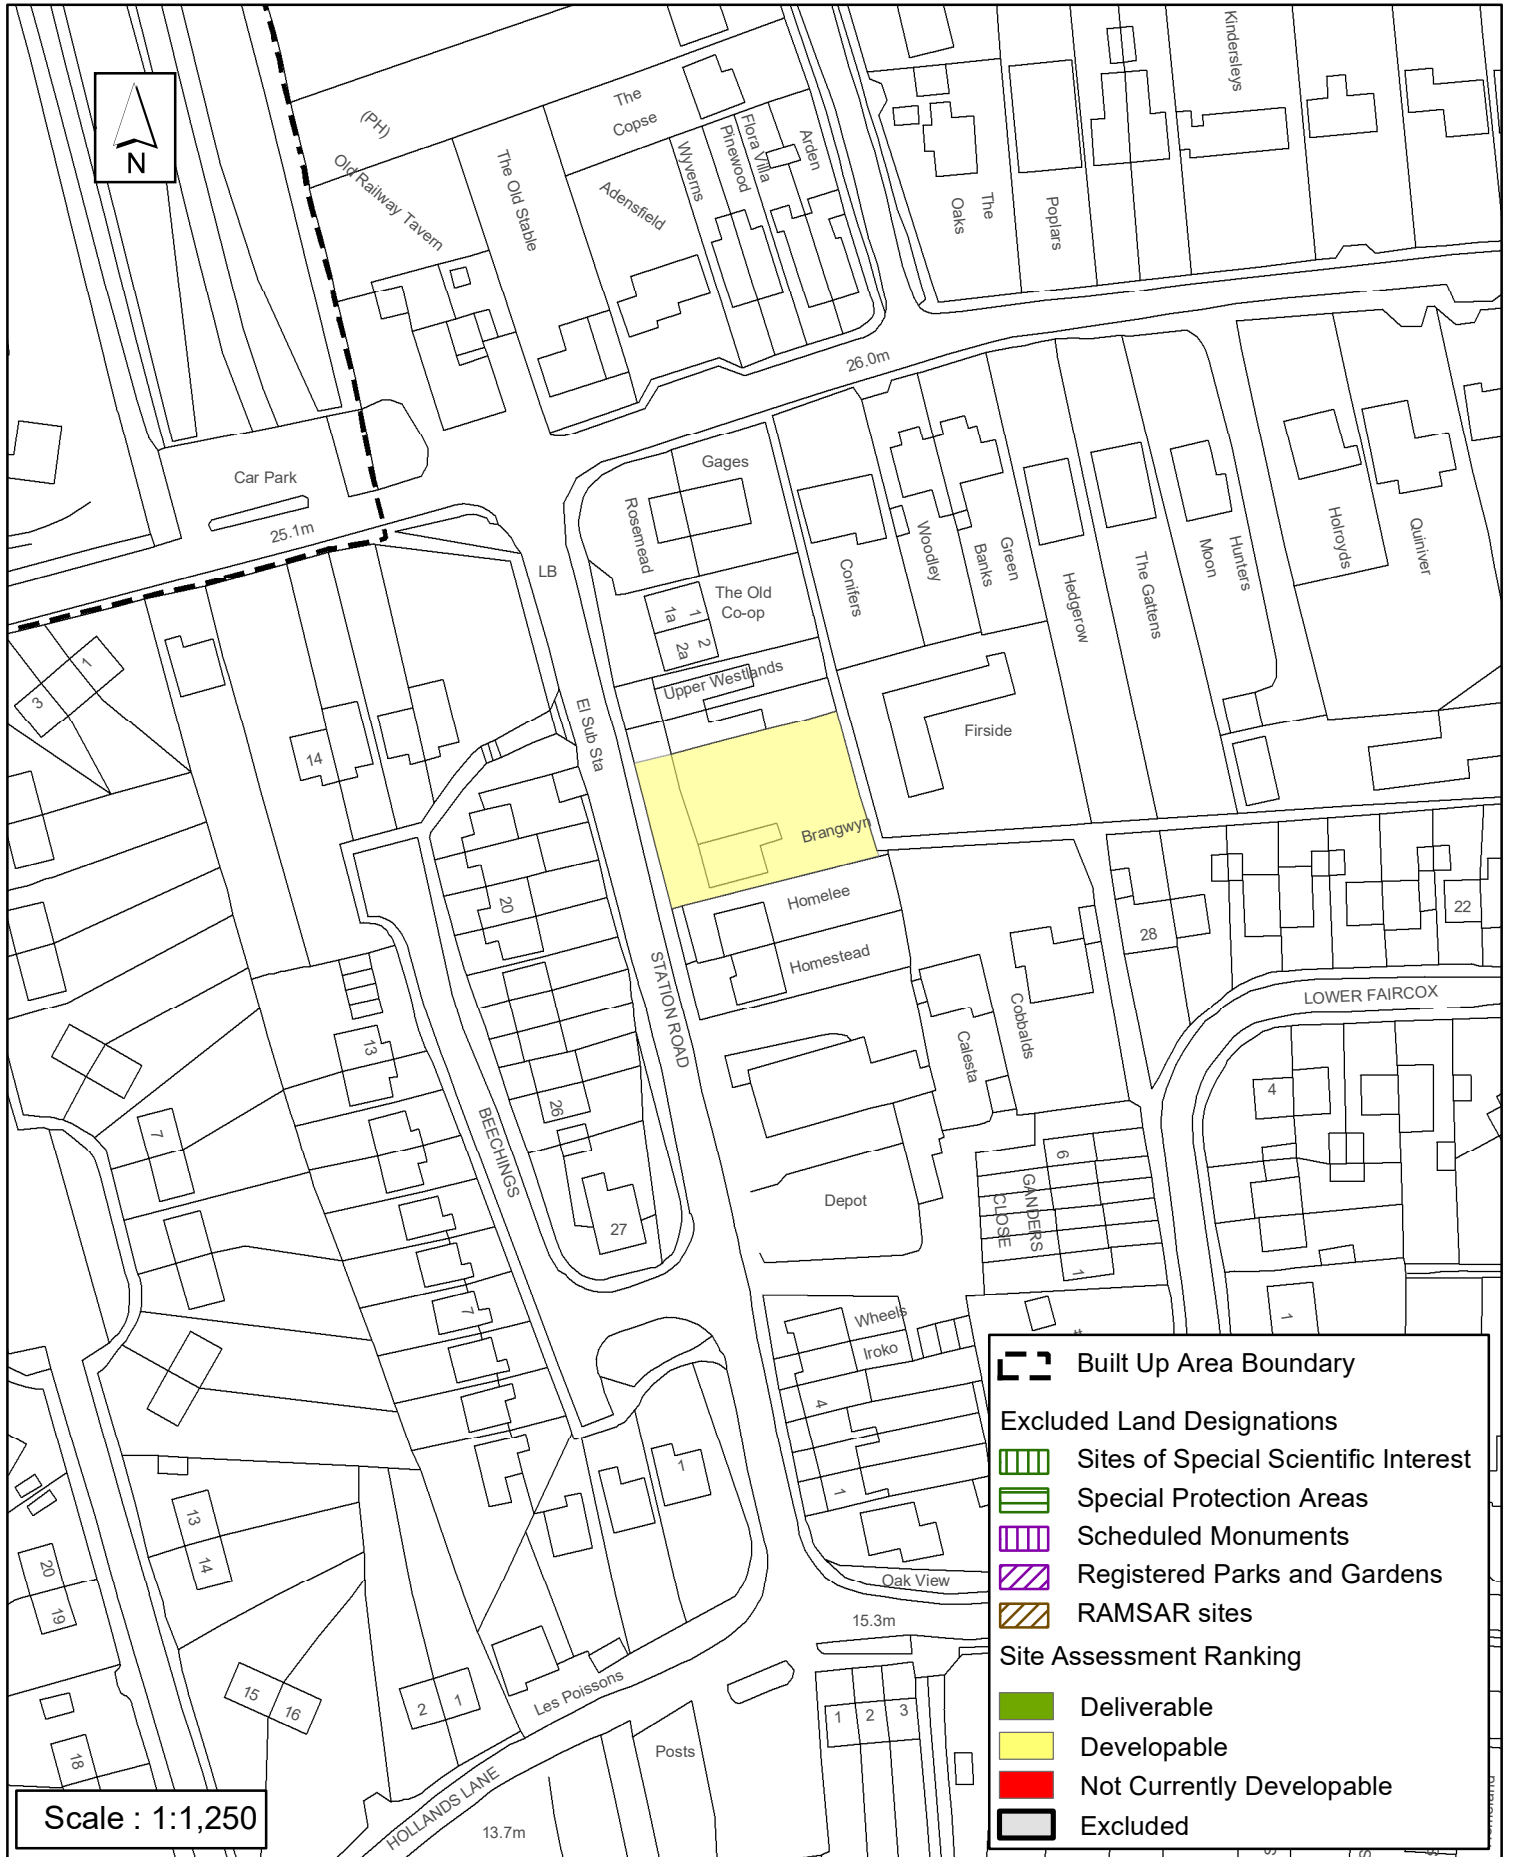 Kindersleys
The
Copse
(PH)
Old Railway Tavern
The Old Stable
Adensfield
Wyverns
Pinewood
Flora Villa
Arden
The
Oaks
Poplars
N
26.0m
Car Park
25.1m
Gages
Rosemead
LB
The Old
Co-op
1a
1
2a
2
Conifers
Woodley
Green
Banks
Hedgerow
The Gattens
Hunters
Moon
Holroyds
Quiniver
Upper Westlands
El Sub Sta
Firside
1
3
14
Brangwyn
Homelee
Homestead
20
28
22
STATION ROAD
LOWER FAIRCOX
Cobbalds
Calesta
13
26
BEECHINGS
7
4
6
GANDERS
CLOSE
1
Depot
27
Wheels
Iroko
7
1
4
1
1
13
14
Oak View
15.3m
20
19
15
16
2
1
Les Poissons
1
2
3
18
Posts
HOLLANDS LANE
13.7m
Scale : 1:1,250
Built Up Area Boundary
Excluded Land Designations
Sites of Special Scientific Interest
Special Protection Areas
Scheduled Monuments
Registered Parks and Gardens
RAMSAR sites
Site Assessment Ranking
Deliverable
Developable
Not Currently Developable
Excluded